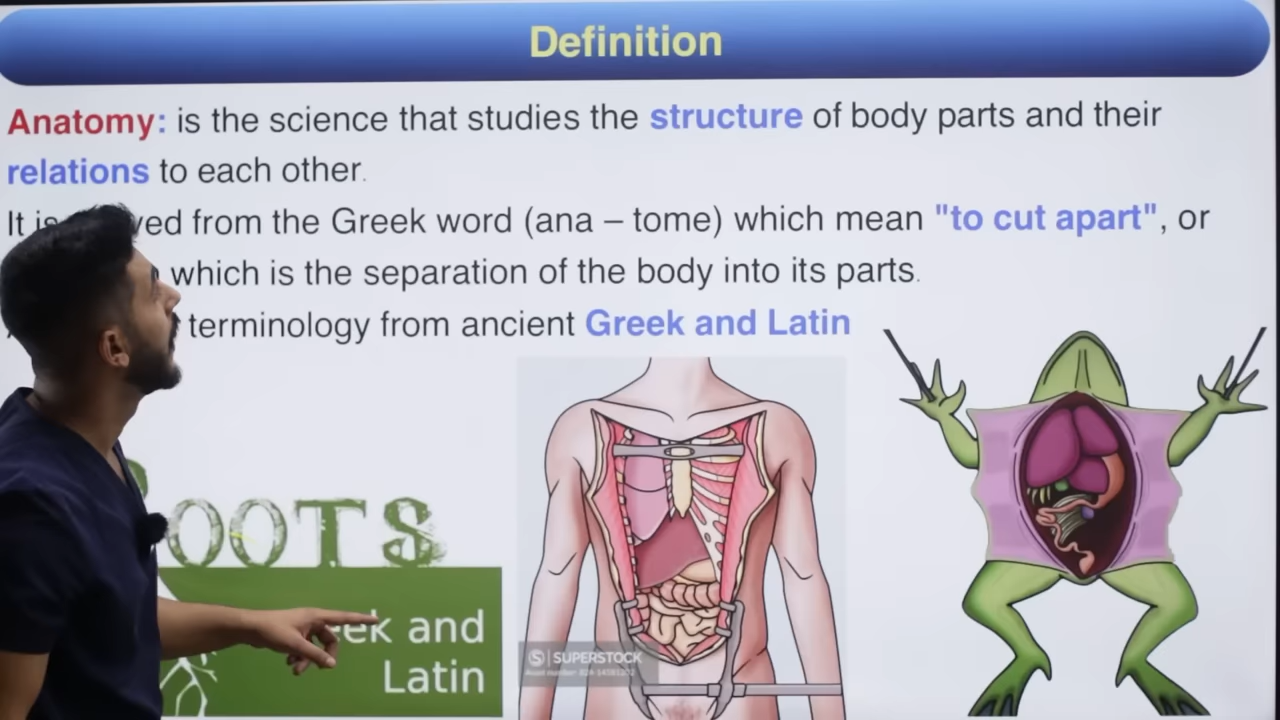 Definition
Anatomy: is the science that studies the structure of body parts and their
relations to each other.
It is ved from the Greek word (ana – tome) which mean "to cut apart", or
which is the separation of the body into its parts.
terminology from ancient Greek and Latin
OOTS
ek and
Latin
S SUPERSTOCK